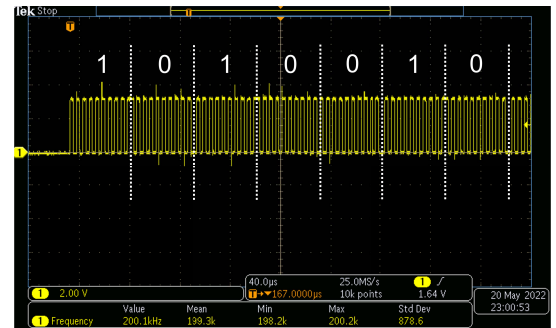 Tek Stop
T
T
1 0 1 0 0 1 0
1
1 2.00 V
40.0µs 25.0MS/s 1 ∫
T→▼167.0000µs 10k points 1.64 V
20 May 2022
23:00:53
Value Mean Min Max Std Dev
1 Frequency 200.1kHz 199.3k 198.2k 200.2k 878.6